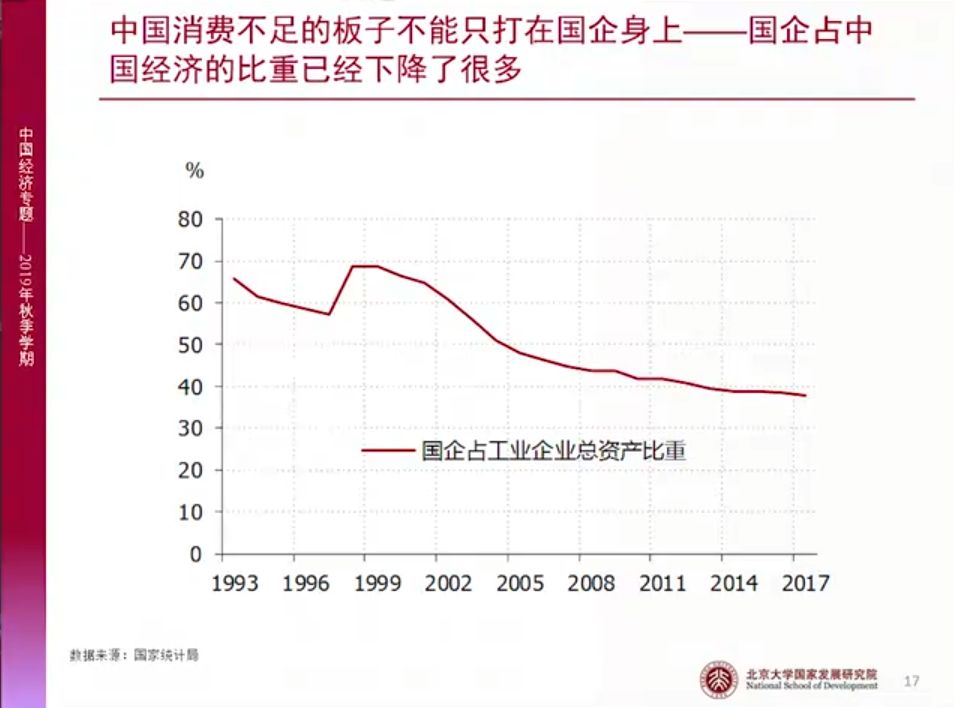 中国消费不足的板子不能只打在国企身上——国企占中
国经济的比重已经下降了很多
中国经济专题——2019年秋季学期
%
80
70
60
50
40
30
20
10
0
国企占工业企业总资产比重
1993 1996 1999 2002 2005 2008 2011 2014 2017
数据来源：国家统计局
北京大学国家发展研究院
National School of Development
17